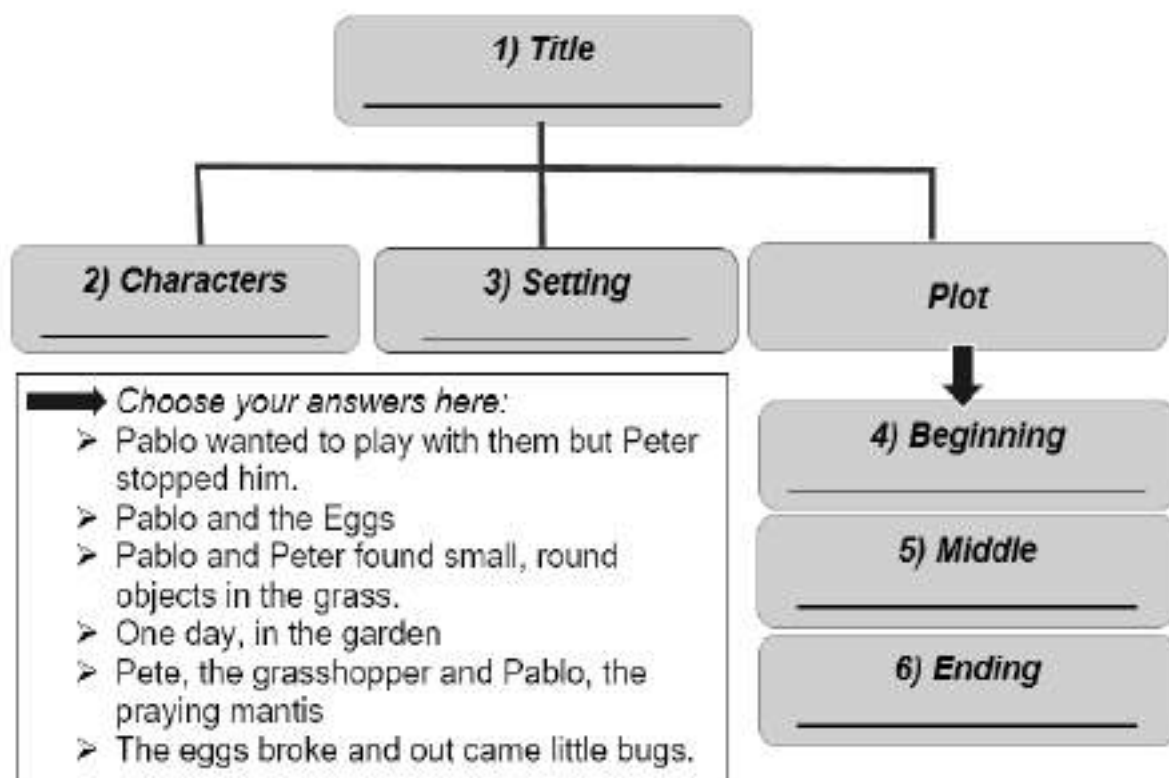 1) Title
2) Characters
3) Setting
Plot
➡ Choose your answers here:
➢ Pablo wanted to play with them but Peter
stopped him.
➢ Pablo and the Eggs
➢ Pablo and Peter found small, round
objects in the grass.
➢ One day, in the garden
➢ Pete, the grasshopper and Pablo, the
praying mantis
➢ The eggs broke and out came little bugs.
4) Beginning
5) Middle
6) Ending